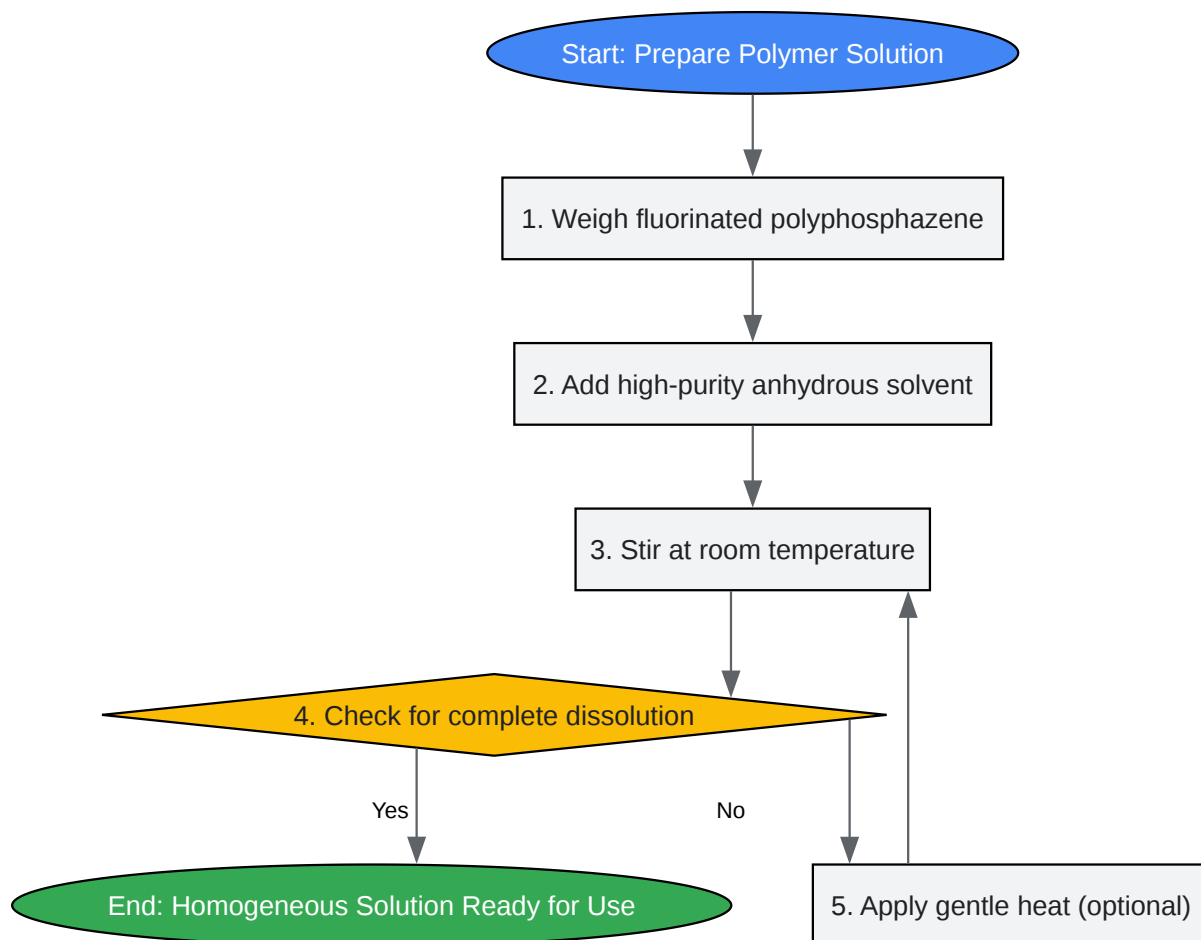 Start: Prepare Polymer Solution
1. Weigh fluorinated polyphosphazene
2. Add high-purity anhydrous solvent
3. Stir at room temperature
4. Check for complete dissolution
Yes
No
End: Homogeneous Solution Ready for Use
5. Apply gentle heat (optional)